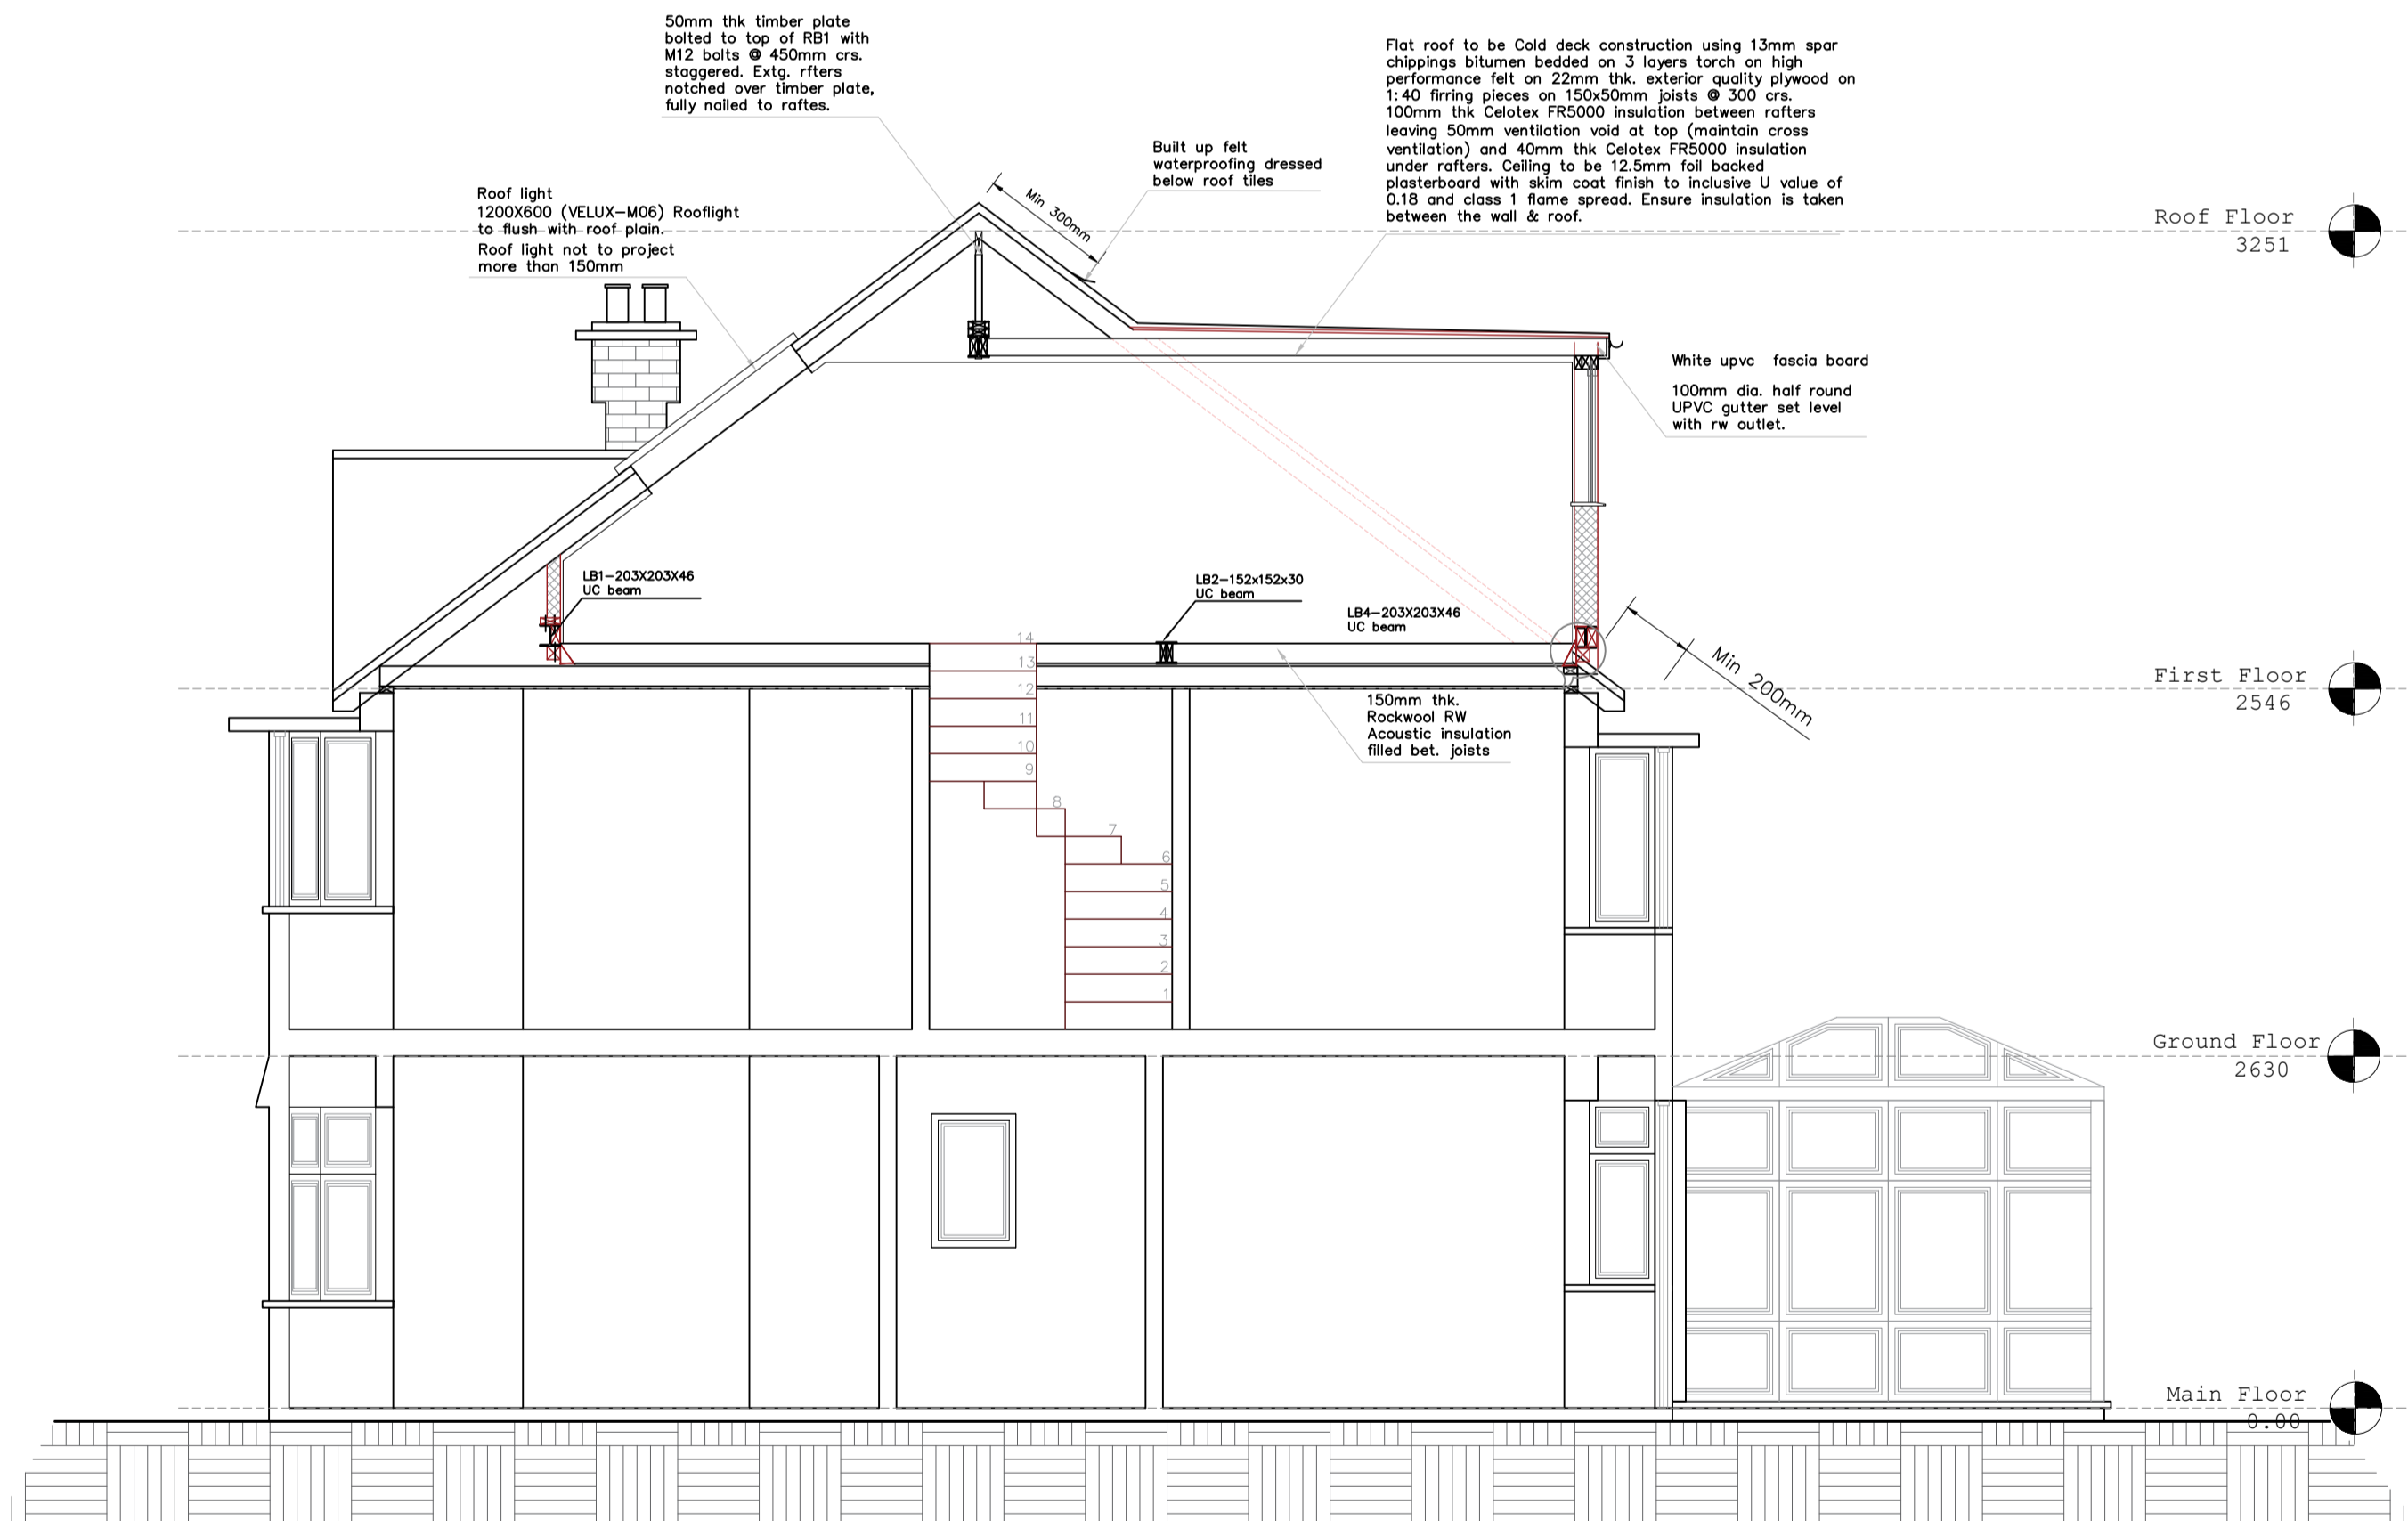 50mm thk timber plate
bolted to top of RB1 with
M12 bolts @ 450mm crs.
staggered. Extg. rfters
notched over timber plate,
fully nailed to raftes.
Flat roof to be Cold deck construction using 13mm spar
chippings bitumen bedded on 3 layers torch on high
performance felt on 22mm thk. exterior quality plywood on
1:40 firring pieces on 150x50mm joists @ 300 crs.
100mm thk Celotex FR5000 insulation between rafters
leaving 50mm ventilation void at top (maintain cross
ventilation) and 40mm thk Celotex FR5000 insulation
under rafters. Ceiling to be 12.5mm foil backed
plasterboard with skim coat finish to inclusive U value of
0.18 and class 1 flame spread. Ensure insulation is taken
between the wall & roof.
Built up felt
waterproofing dressed
below roof tiles
Min 300mm
Roof light
1200X600 (VELUX-M06) Rooflight
to flush with roof plain.
Roof light not to project
more than 150mm
Roof Floor
3251
White upvc fascia board
100mm dia. half round
UPVC gutter set level
with rw outlet.
LB1-203X203X46
UC beam
LB2-152x152x30
UC beam
LB4-203X203X46
UC beam
Min 200mm
First Floor
2546
150mm thk.
Rockwool RW
Acoustic insulation
filled bet. joists
14
13
12
11
10
9
8
7
6
5
4
3
2
1
Ground Floor
2630
Main Floor
0.00